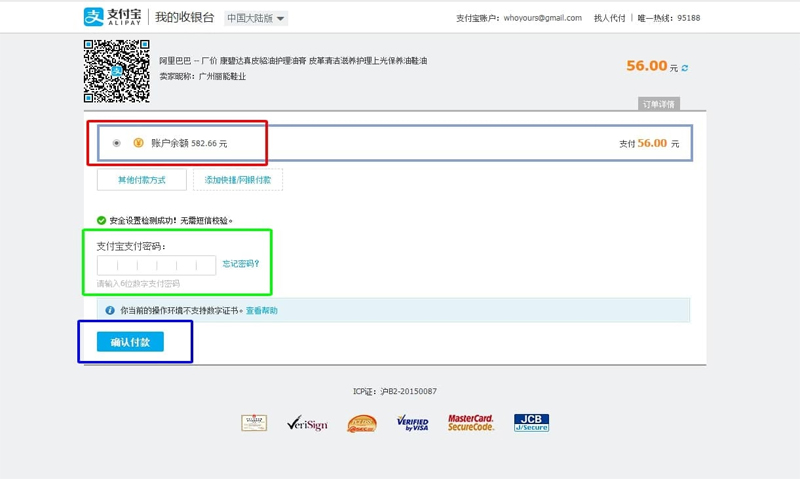 支付宝
ALIPAY
我的收银台
中国大陆版
支付宝账户：whoyours@gmail.com
找人代付
唯一热线：95188
阿里巴巴 -- 厂价 康碧达真皮貂油护理油膏 皮革清洁滋养护理上光保养油鞋油
卖家昵称：广州丽能鞋业
56.00 元
订单详情
账户余额 582.66 元
支付 56.00 元
其他付款方式
添加快捷/网银付款
安全设置检测成功！无需短信校验。
支付宝支付密码：
忘记密码?
请输入6位数字支付密码
你当前的操作环境不支持数字证书。查看帮助
确认付款
ICP证：沪B2-20150087
VeriSign
VERIFIED
by VISA
MasterCard.
SecureCode.
JCB
J/Secure